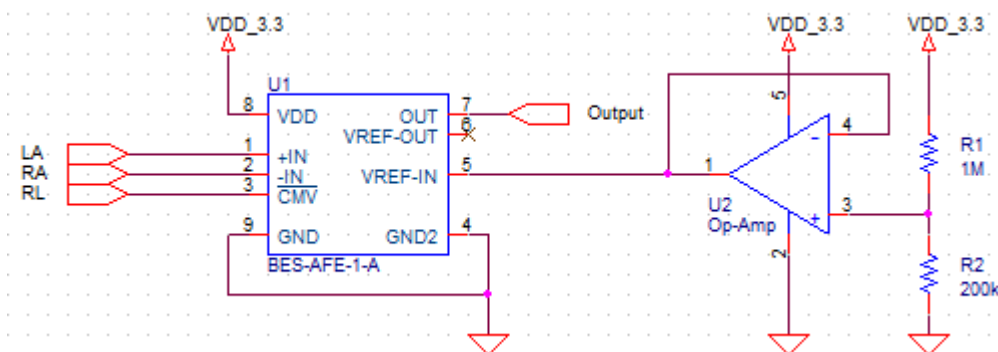 VDD_3.3
VDD_3.3
VDD_3.3
U1
8
VDD
OUT
7
Output
VREF-OUT
6
LA
1
+IN
RA
2
-IN
VREF-IN
5
RL
3
CMV
9
GND
GND2
4
BES-AFE-1-A
5
-
4
1
U2
Op-Amp
+
3
2
R1
1M
R2
200k